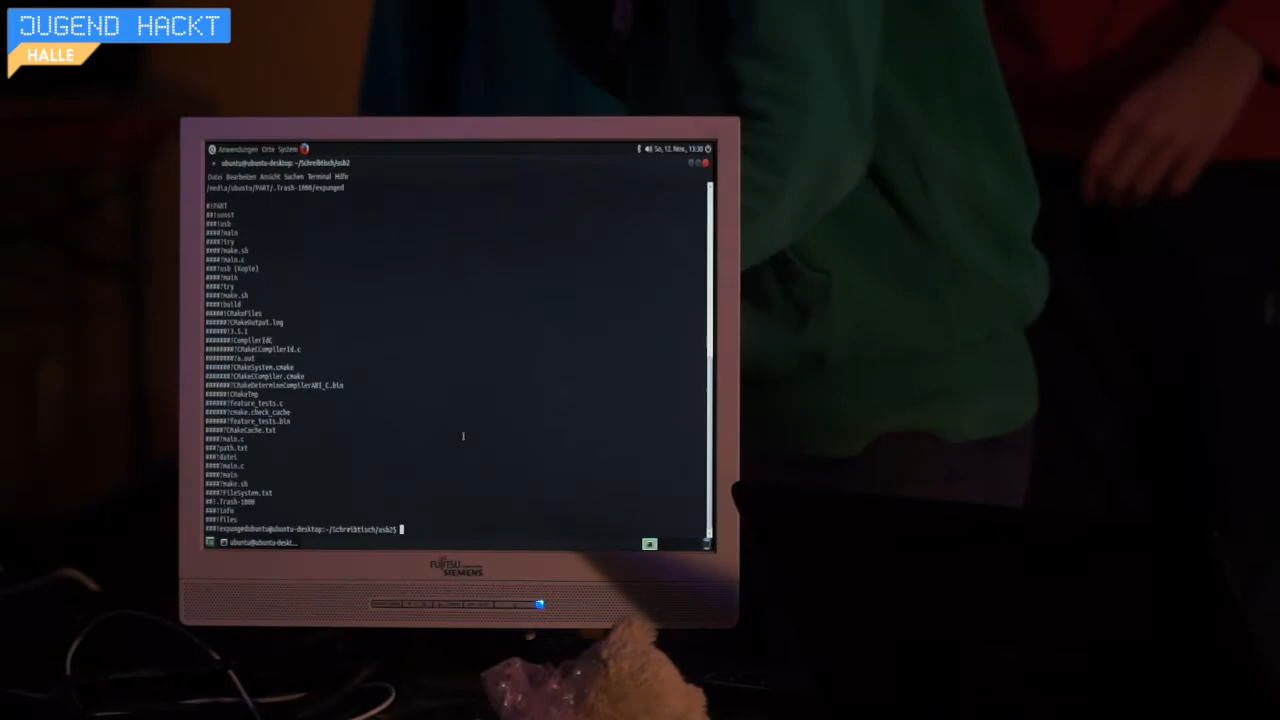 JUGEND HACKT
HALLE
Anwendungen Orte System
So, 12. Nov, 13:30
ubuntu@ubuntu-desktop: ~/Schreibtisch/usb2
Datei Bearbeiten Ansicht Suchen Terminal Hilfe
/media/ubuntu/PART/.Trash-1000/expunged
#!PART
##!sonst
###!usb
####?main
####?try
####?make.sh
####?main.c
###!usb (Kopie)
####?main
####?try
####?make.sh
####!build
#####!CMakeFiles
######?CMakeOutput.log
######!3.5.1
#######!CompilerIdC
########?CMakeCCompilerId.c
########?a.out
#######?CMakeSystem.cmake
#######?CMakeCCompiler.cmake
#######?CMakeDetermineCompilerABI_C.bin
######!CMakeTmp
######?feature_tests.c
######?cmake.check_cache
######?feature_tests.bin
#####?CMakeCache.txt
####?main.c
####?path.txt
###!datei
####?main.c
####?main
####?make.sh
####?FileSystem.txt
##!.Trash-1000
###!info
###!files
###!expungedubuntu@ubuntu-desktop:~/Schreibtisch/usb2$
ubuntu@ubuntu-deskt...
FUJITSU
SIEMENS